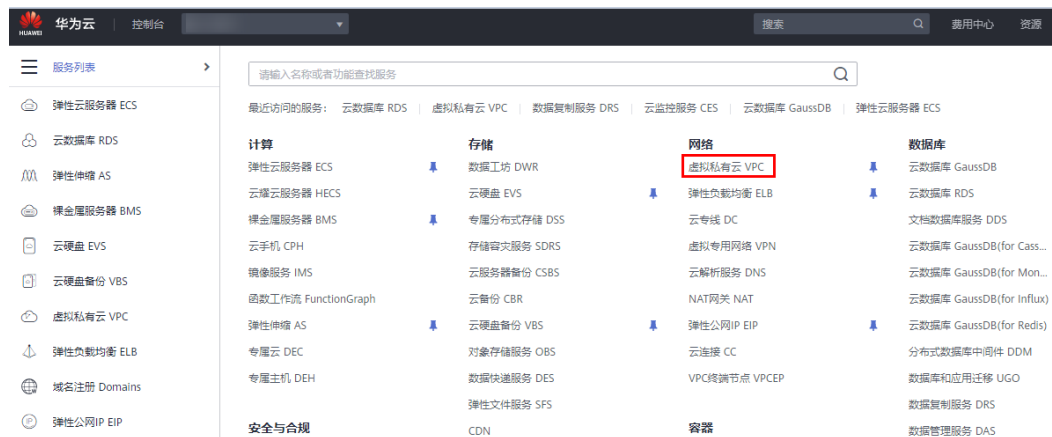 HUAWEI 华为云 控制台 搜索 费用中心 资源
服务列表
弹性云服务器 ECS
云数据库 RDS
弹性伸缩 AS
裸金属服务器 BMS
云硬盘 EVS
云硬盘备份 VBS
虚拟私有云 VPC
弹性负载均衡 ELB
域名注册 Domains
弹性公网IP EIP
请输入名称或者功能查找服务
最近访问的服务： 云数据库 RDS 虚拟私有云 VPC 数据复制服务 DRS 云监控服务 CES 云数据库 GaussDB 弹性云服务器 ECS
计算
弹性云服务器 ECS
云耀云服务器 HECS
裸金属服务器 BMS
云手机 CPH
镜像服务 IMS
函数工作流 FunctionGraph
弹性伸缩 AS
专属云 DEC
专属主机 DEH
安全与合规
存储
数据工坊 DWR
云硬盘 EVS
专属分布式存储 DSS
存储容灾服务 SDRS
云服务器备份 CSBS
云备份 CBR
云硬盘备份 VBS
对象存储服务 OBS
数据快递服务 DES
弹性文件服务 SFS
CDN
网络
虚拟私有云 VPC
弹性负载均衡 ELB
云专线 DC
虚拟专用网络 VPN
云解析服务 DNS
NAT网关 NAT
弹性公网IP EIP
云连接 CC
VPC终端节点 VPCEP
容器
数据库
云数据库 GaussDB
云数据库 RDS
文档数据库服务 DDS
云数据库 GaussDB(for Cass...
云数据库 GaussDB(for Mon...
云数据库 GaussDB(for Influx)
云数据库 GaussDB(for Redis)
分布式数据库中间件 DDM
数据库和应用迁移 UGO
数据复制服务 DRS
数据管理服务 DAS